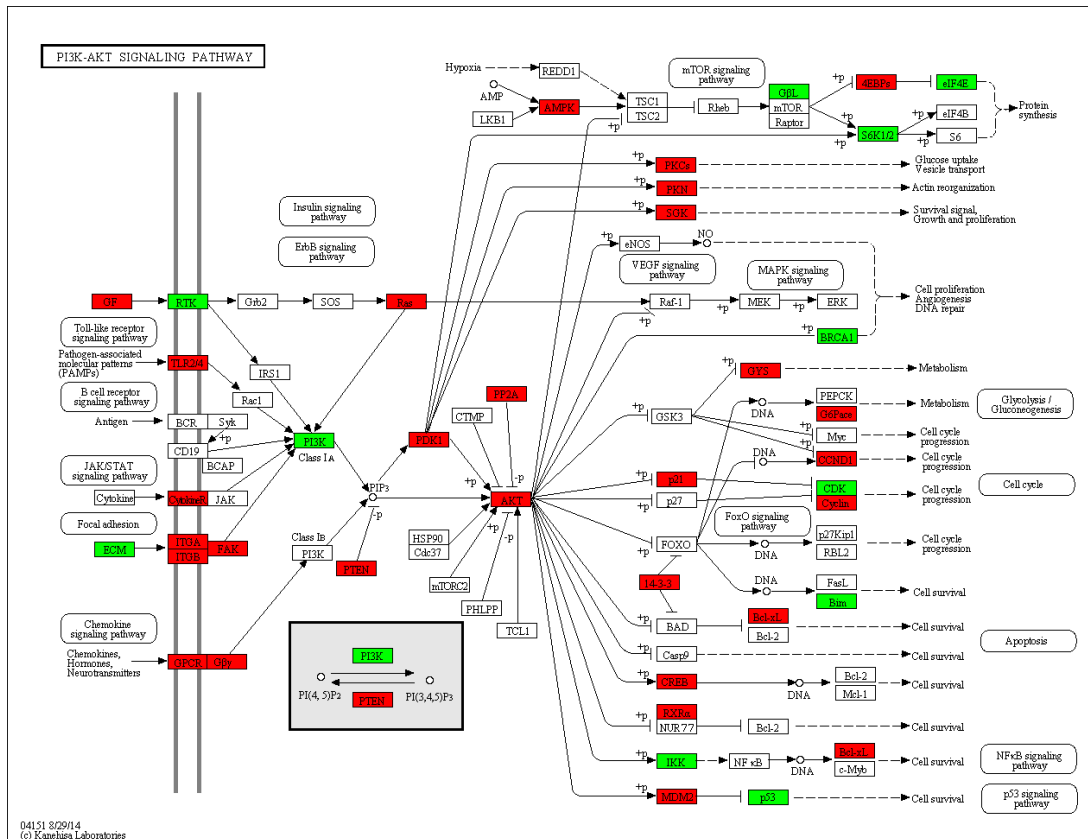 PI3K-AKT SIGNALING PATHWAY
Hypoxia
REDD1
mTOR signaling
pathway
AMP
AMPK
LKB1
TSC1
TSC2
+p
Rheb
GβL
mTOR
Raptor
+p
4EBPs
eIF4E
+p
+p
S6K1/2
eIF4B
S6
+p
Protein
synthesis
+p
PKCs
Glucose uptake
Vesicle transport
+p
PKN
Actin reorganization
+p
SGK
Survival signal,
Growth and proliferation
Insulin signaling
pathway
ErbB signaling
pathway
+p
eNOS
NO
VEGF signaling
pathway
MAPK signaling
pathway
GF
RTK
Grb2
SOS
Ras
Raf-1
+p
MEK
+p
+p
ERK
Cell proliferation
Angiogenesis
DNA repair
+p
BRCA1
Toll-like receptor
signaling pathway
Pathogen-associated
molecular patterns
(PAMPs)
TLR2/4
IRS1
Rac1
B cell receptor
signaling pathway
Antigen
BCR
Syk
+p
CD19
BCAP
PI3K
Class IA
PDK1
PP2A
CTMP
-p
+p
+p
GSK3
+p
GYS
Metabolism
DNA
PEPCK
G6Pace
Metabolism
Glycolysis /
Gluconeogenesis
+p
Myc
Cell cycle
progression
+p
DNA
CCND1
Cell cycle
progression
JAK/STAT
signaling pathway
Cytokine
CytokineR
JAK
PIP3
-p
AKT
+p
-p
+p
p21
+p
p27
CDK
Cyclin
Cell cycle
progression
Cell cycle
Focal adhesion
ECM
ITGA
ITGB
FAK
Class IB
PI3K
PTEN
HSP90
Cdc37
mTORC2
PHLPP
TCL1
FoxO signaling
pathway
+p
FOXO
DNA
p27Kip1
RBL2
Cell cycle
progression
14-3-3
DNA
FasL
Bim
Cell survival
+p
BAD
Bcl-xL
Bcl-2
Cell survival
Apoptosis
+p
Casp9
Cell survival
Chemokine
signaling pathway
Chemokines,
Hormones,
Neurotransmitters
GPCR
Gβγ
PI3K
PI(4, 5)P2
PI(3,4,5)P3
PTEN
+p
CREB
DNA
Bcl-2
Mcl-1
Cell survival
+p
RXRα
NUR77
Bcl-2
Cell survival
+p
IKK
NFκB
DNA
Bcl-xL
c-Myb
Cell survival
NFκB signaling
pathway
+p
MDM2
p53
Cell survival
p53 signaling
pathway
04151 8/29/14
(c) Kanehisa Laboratories